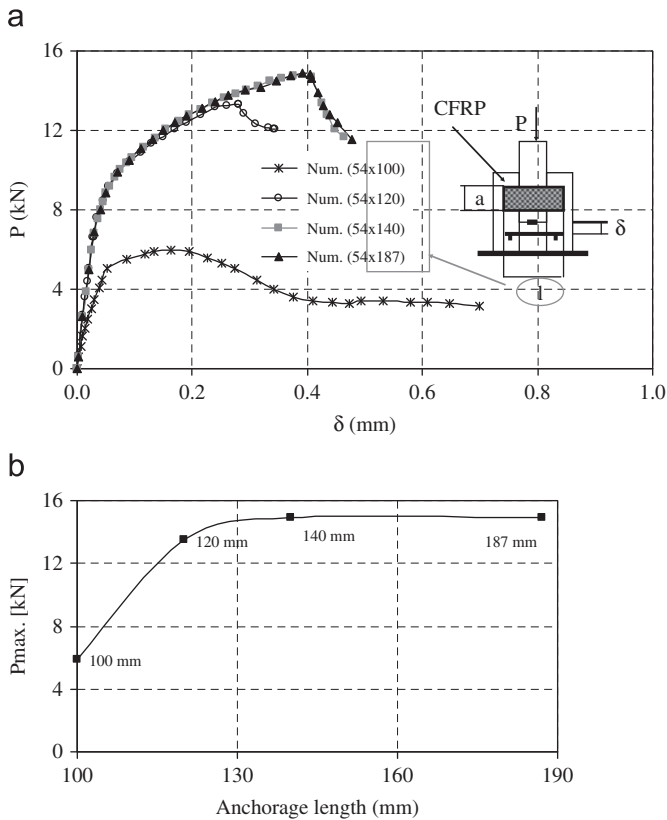 a
16
12
8
4
0
P (kN)
0.0
0.2
0.4
0.6
0.8
1.0
δ (mm)
Num. (54x100)
Num. (54x120)
Num. (54x140)
Num. (54x187)
CFRP
P
a
δ
b
16
12
8
4
0
Pmax. [kN]
100 mm
120 mm
140 mm
187 mm
100
130
160
190
Anchorage length (mm)